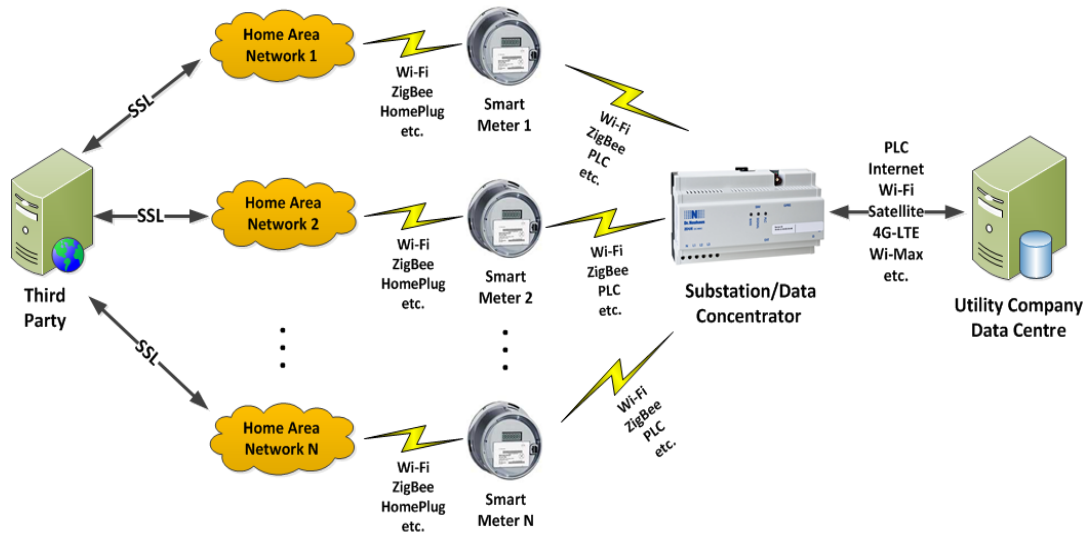 Home Area
Network 1
Wi-Fi
ZigBee
HomePlug
etc.
Smart
Meter 1
Wi-Fi
ZigBee
PLC
etc.
SSL
Third
Party
SSL
Home Area
Network 2
Wi-Fi
ZigBee
HomePlug
etc.
Smart
Meter 2
Wi-Fi
ZigBee
PLC
etc.
Substation/Data
Concentrator
PLC
Internet
Wi-Fi
Satellite
4G-LTE
Wi-Max
etc.
Utility Company
Data Centre
SSL
Home Area
Network N
Wi-Fi
ZigBee
HomePlug
etc.
Smart
Meter N
Wi-Fi
ZigBee
PLC
etc.